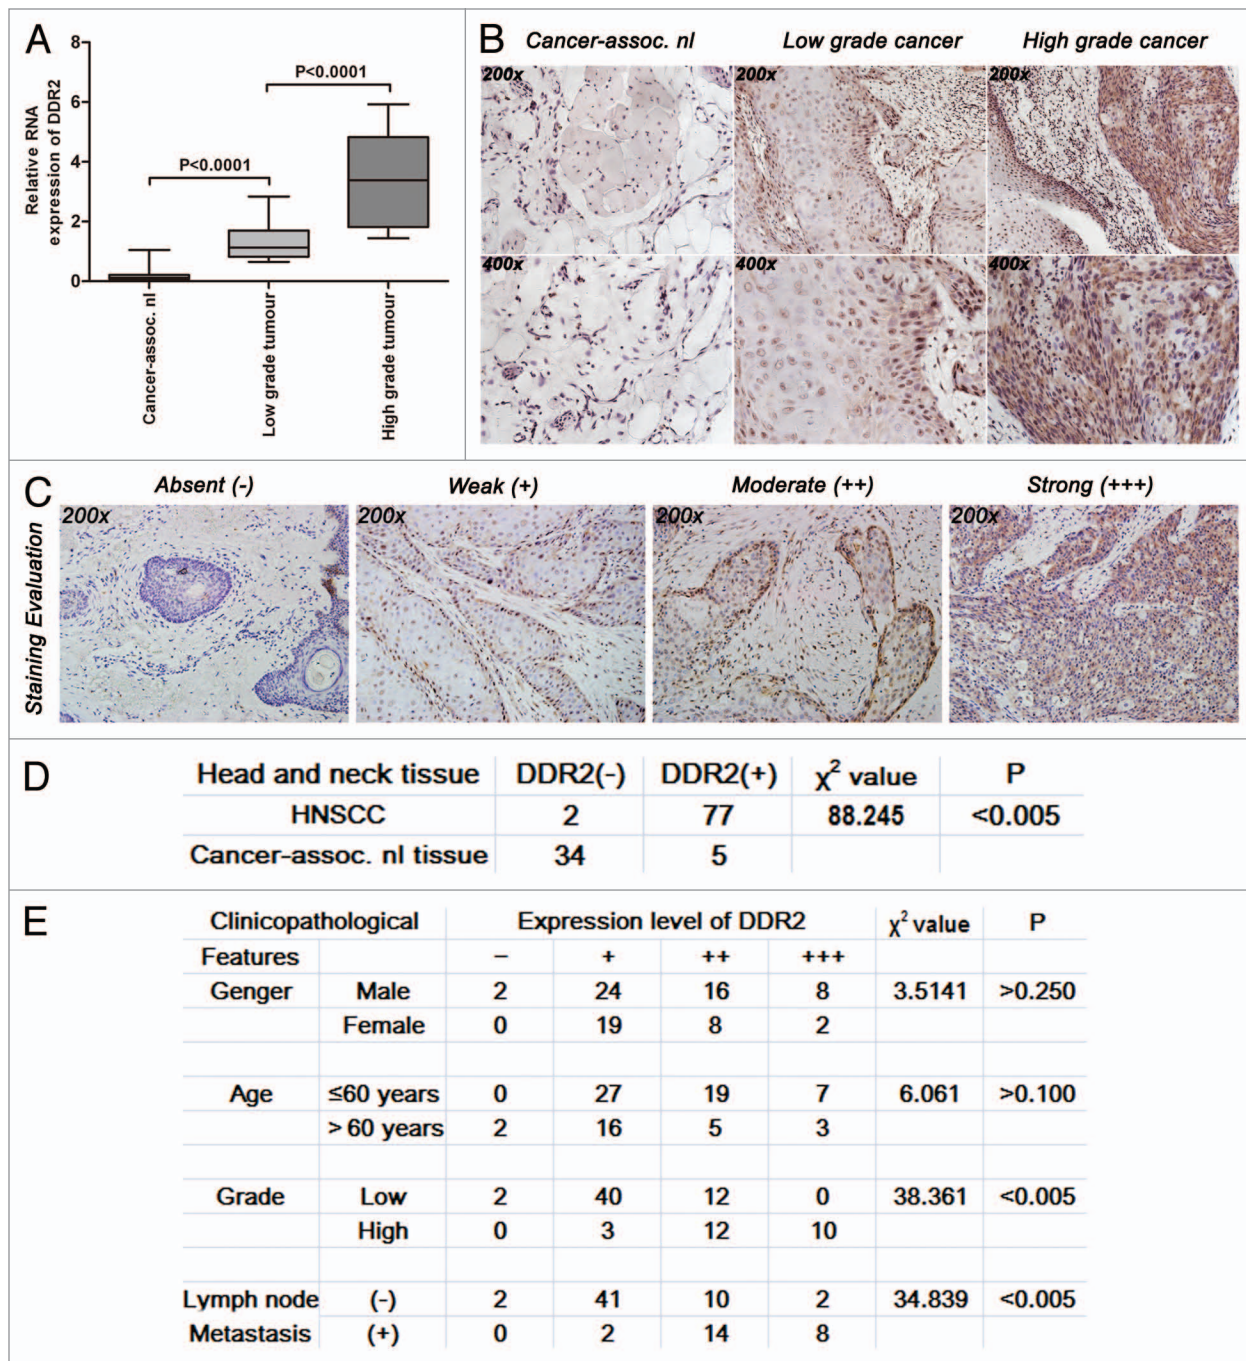 A
8
6
4
2
0
Relative RNA
expression of DDR2
P<0.0001
P<0.0001
Cancer-assoc. nl
Low grade tumour
High grade tumour
B
Cancer-assoc. nl
Low grade cancer
High grade cancer
200x
200x
200x
400x
400x
400x
C
Absent (-)
Weak (+)
Moderate (++)
Strong (+++)
Staining Evaluation
200x
200x
200x
200x
D
Head and neck tissue DDR2(-) DDR2(+) χ² value P
HNSCC 2 77 88.245 <0.005
Cancer-assoc. nl tissue 34 5
E
Clinicopathological Expression level of DDR2 χ² value P
Features – + ++ +++
Genger Male 2 24 16 8 3.5141 >0.250
Female 0 19 8 2
Age ≤60 years 0 27 19 7 6.061 >0.100
> 60 years 2 16 5 3
Grade Low 2 40 12 0 38.361 <0.005
High 0 3 12 10
Lymph node (-) 2 41 10 2 34.839 <0.005
Metastasis (+) 0 2 14 8